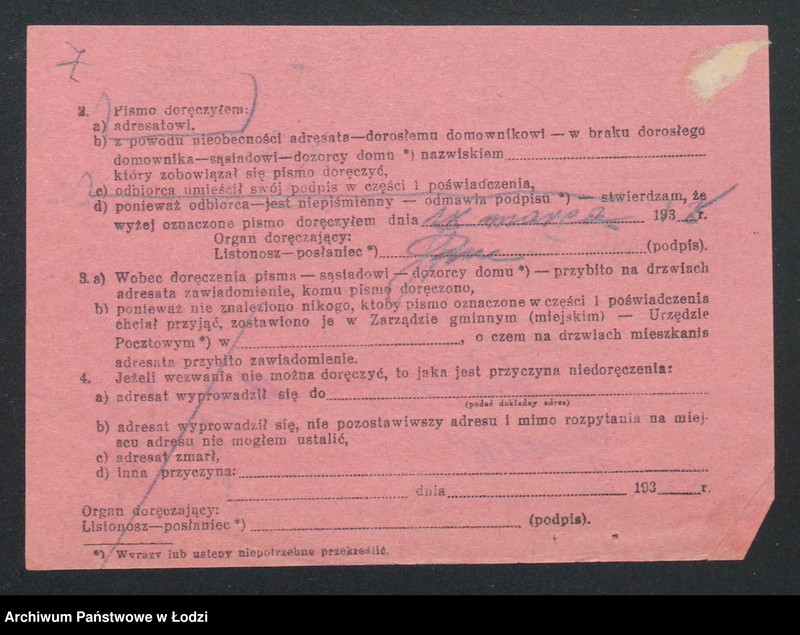 7
2. Pismo doręczyłem:
a) adresatowi.
b) z powodu nieobecności adresata—dorosłemu domownikowi — w braku dorosłego
domownika—sąsiadowi—dozorcy domu *) nazwiskiem
który zobowiązał się pismo doręczyć,
c) odbiorca umieścił swój podpis w części 1 poświadczenia,
d) ponieważ odbiorca—jest niepiśmienny — odmawia podpisu *) — stwierdzam, że
wyżej oznaczone pismo doręczyłem dnia marca 193 r.
Organ doręczający:
Listonosz—posłaniec *) (podpis).
3. a) Wobec doręczenia pisma — sąsiadowi — dozorcy domu *) — przybito na drzwiach
adresata zawiadomienie, komu pismo doręczono,
b) ponieważ nie znaleziono nikogo, ktoby pismo oznaczone w części 1 poświadczenia
chciał przyjąć, zostawiono je w Zarządzie gminnym (miejskim) — Urzędzie
Pocztowym *) w , o czem na drzwiach mieszkania
adresata przybito zawiadomienie.
4. Jeżeli wezwania nie można doręczyć, to jaka jest przyczyna niedoręczenia:
a) adresat wyprowadził się do
(podać dokładny adres)
b) adresat wyprowadził się, nie pozostawiwszy adresu i mimo rozpytania na miej-
scu adresu nie mogłem ustalić,
c) adresat zmarł,
d) inna przyczyna:
dnia 193 r.
Organ doręczający:
Listonosz—posłaniec *) (podpis).
*) Wyrazy lub ustępy niepotrzebne przekreślić.
Archiwum Państwowe w Łodzi